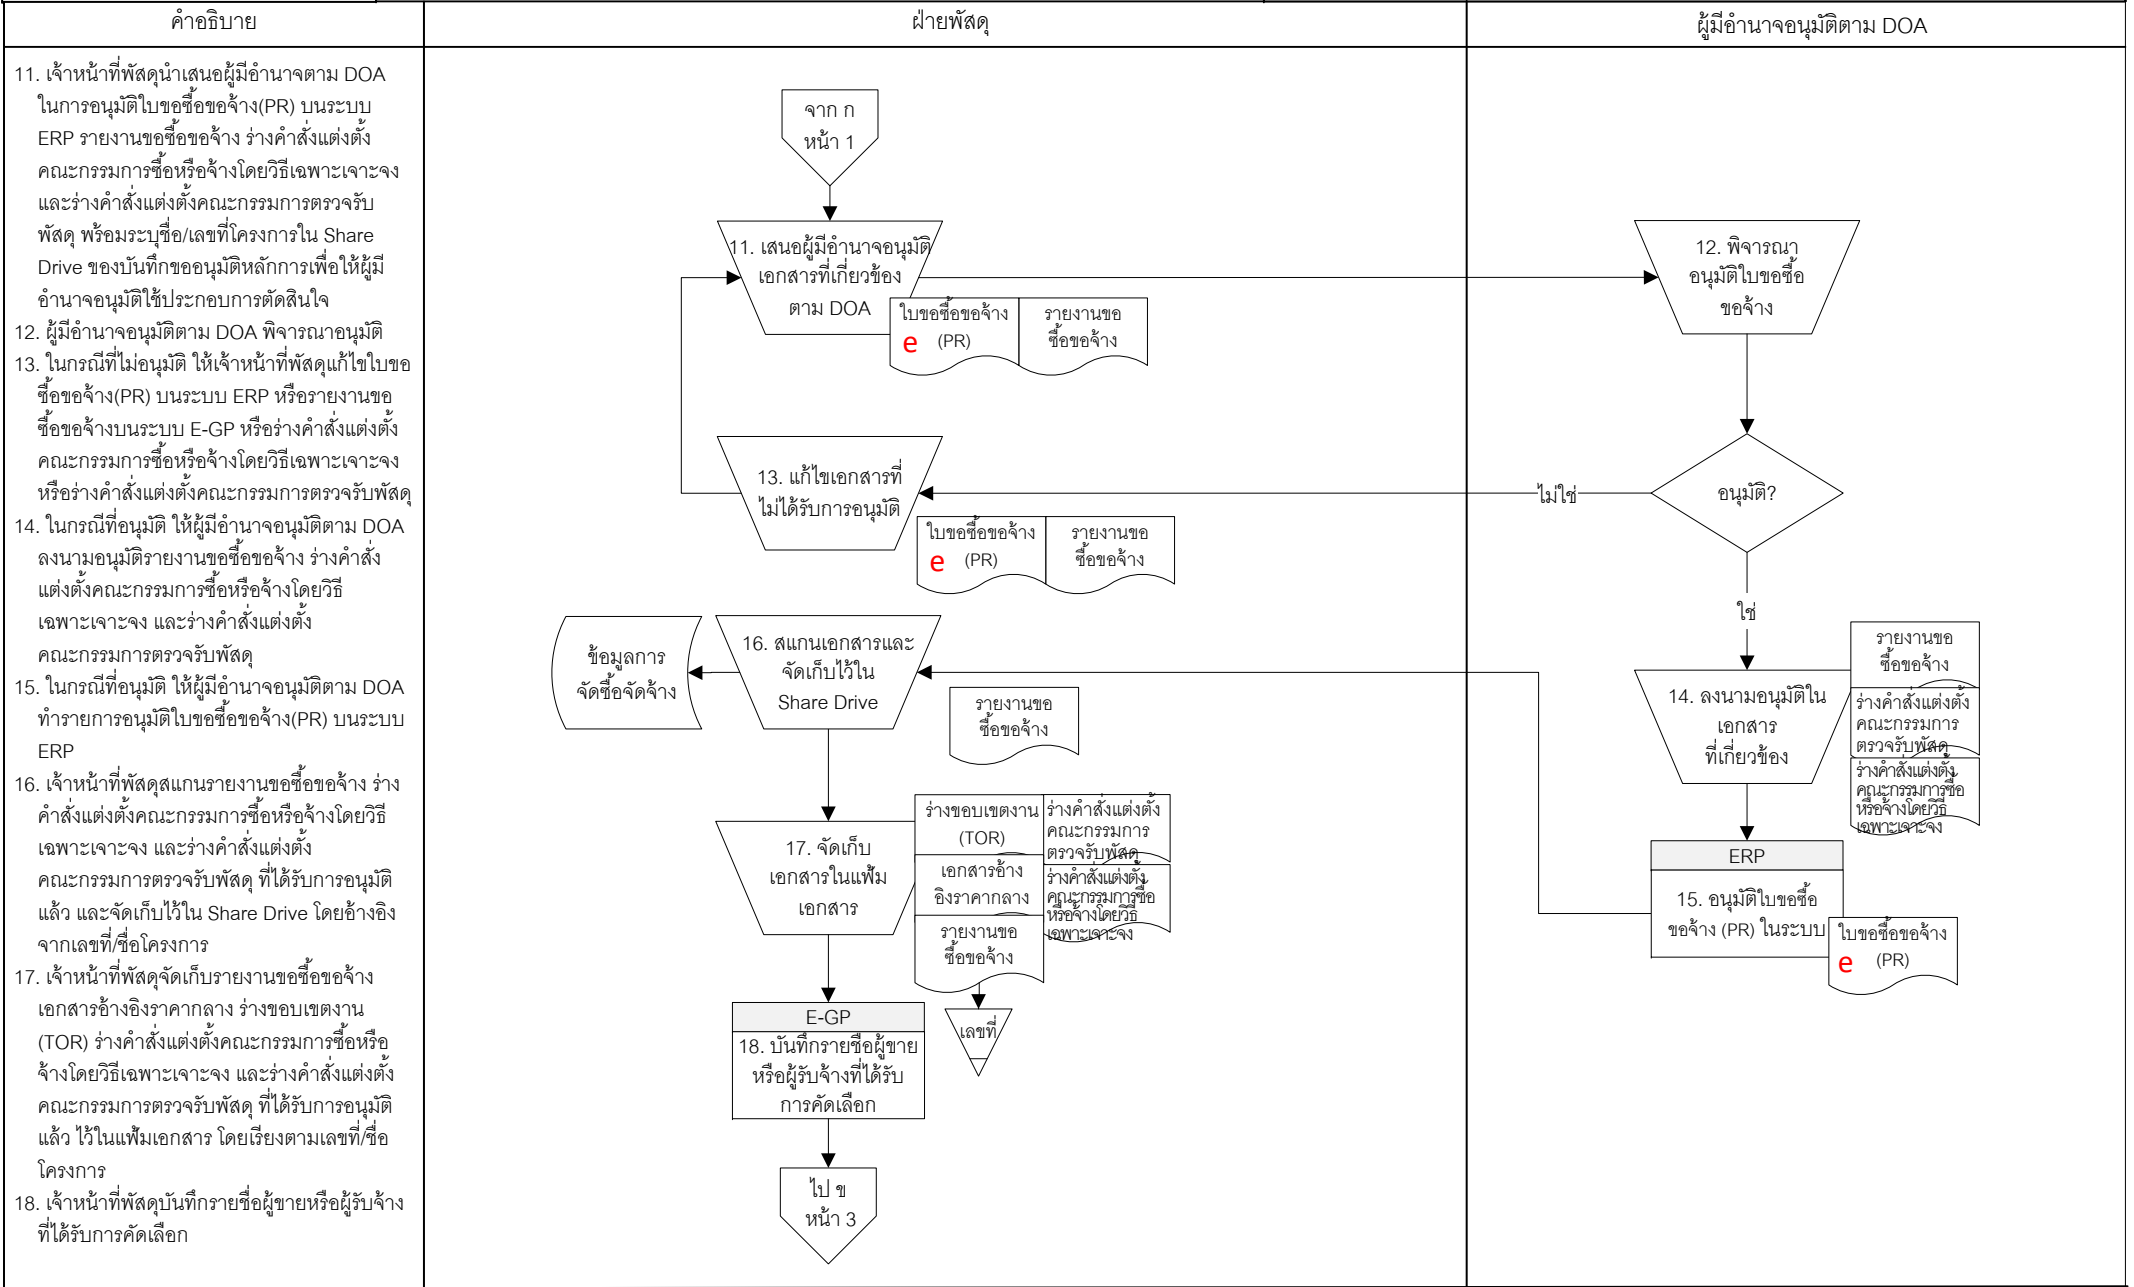 คำอธิบาย
ฝ่ายพัสดุ
ผู้มีอำนาจอนุมัติตาม DOA
11. เจ้าหน้าที่พัสดุนำเสนอผู้มีอำนาจตาม DOA
ในการอนุมัติใบขอซื้อขอจ้าง(PR) บนระบบ
ERP รายงานขอซื้อขอจ้าง ร่างคำสั่งแต่งตั้ง
คณะกรรมการซื้อหรือจ้างโดยวิธีเฉพาะเจาะจง
และร่างคำสั่งแต่งตั้งคณะกรรมการตรวจรับ
พัสดุ พร้อมระบุชื่อ/เลขที่โครงการใน Share
Drive ของบันทึกขออนุมัติหลักการเพื่อให้ผู้มี
อำนาจอนุมัติใช้ประกอบการตัดสินใจ
12. ผู้มีอำนาจอนุมัติตาม DOA พิจารณาอนุมัติ
13. ในกรณีที่ไม่อนุมัติ ให้เจ้าหน้าที่พัสดุแก้ไขใบขอ
ซื้อขอจ้าง(PR) บนระบบ ERP หรือรายงานขอ
ซื้อขอจ้างบนระบบ E-GP หรือร่างคำสั่งแต่งตั้ง
คณะกรรมการซื้อหรือจ้างโดยวิธีเฉพาะเจาะจง
หรือร่างคำสั่งแต่งตั้งคณะกรรมการตรวจรับพัสดุ
14. ในกรณีที่อนุมัติ ให้ผู้มีอำนาจอนุมัติตาม DOA
ลงนามอนุมัติรายงานขอซื้อขอจ้าง ร่างคำสั่ง
แต่งตั้งคณะกรรมการซื้อหรือจ้างโดยวิธี
เฉพาะเจาะจง และร่างคำสั่งแต่งตั้ง
คณะกรรมการตรวจรับพัสดุ
15. ในกรณีที่อนุมัติ ให้ผู้มีอำนาจอนุมัติตาม DOA
ทำรายการอนุมัติใบขอซื้อขอจ้าง(PR) บนระบบ
ERP
16. เจ้าหน้าที่พัสดุสแกนรายงานขอซื้อขอจ้าง ร่าง
คำสั่งแต่งตั้งคณะกรรมการซื้อหรือจ้างโดยวิธี
เฉพาะเจาะจง และร่างคำสั่งแต่งตั้ง
คณะกรรมการตรวจรับพัสดุ ที่ได้รับการอนุมัติ
แล้ว และจัดเก็บไว้ใน Share Drive โดยอ้างอิง
จากเลขที่/ชื่อโครงการ
17. เจ้าหน้าที่พัสดุจัดเก็บรายงานขอซื้อขอจ้าง
เอกสารอ้างอิงราคากลาง ร่างขอบเขตงาน
(TOR) ร่างคำสั่งแต่งตั้งคณะกรรมการซื้อหรือ
จ้างโดยวิธีเฉพาะเจาะจง และร่างคำสั่งแต่งตั้ง
คณะกรรมการตรวจรับพัสดุ ที่ได้รับการอนุมัติ
แล้ว ไว้ในแฟ้มเอกสาร โดยเรียงตามเลขที่/ชื่อ
โครงการ
18. เจ้าหน้าที่พัสดุบันทึกรายชื่อผู้ขายหรือผู้รับจ้าง
ที่ได้รับการคัดเลือก
จาก ก
หน้า 1
11. เสนอผู้มีอำนาจอนุมัติ
เอกสารที่เกี่ยวข้อง
ตาม DOA
ใบขอซื้อขอจ้าง
e (PR)
รายงานขอ
ซื้อขอจ้าง
12. พิจารณา
อนุมัติใบขอซื้อ
ขอจ้าง
13. แก้ไขเอกสารที่
ไม่ได้รับการอนุมัติ
ใบขอซื้อขอจ้าง
e (PR)
รายงานขอ
ซื้อขอจ้าง
ไม่ใช่
อนุมัติ?
ใช่
ข้อมูลการ
จัดซื้อจัดจ้าง
16. สแกนเอกสารและ
จัดเก็บไว้ใน
Share Drive
รายงานขอ
ซื้อขอจ้าง
14. ลงนามอนุมัติใน
เอกสาร
ที่เกี่ยวข้อง
รายงานขอ
ซื้อขอจ้าง
ร่างคำสั่งแต่งตั้ง
คณะกรรมการ
ตรวจรับพัสดุ
ร่างคำสั่งแต่งตั้ง
คณะกรรมการซื้อ
หรือจ้างโดยวิธี
เฉพาะเจาะจง
17. จัดเก็บ
เอกสารในแฟ้ม
เอกสาร
ร่างขอบเขตงาน
(TOR)
ร่างคำสั่งแต่งตั้ง
คณะกรรมการ
ตรวจรับพัสดุ
เอกสารอ้าง
อิงราคากลาง
ร่างคำสั่งแต่งตั้ง
คณะกรรมการซื้อ
หรือจ้างโดยวิธี
เฉพาะเจาะจง
รายงานขอ
ซื้อขอจ้าง
เลขที่
ERP
15. อนุมัติใบขอซื้อ
ขอจ้าง (PR) ในระบบ
ใบขอซื้อขอจ้าง
e (PR)
E-GP
18. บันทึกรายชื่อผู้ขาย
หรือผู้รับจ้างที่ได้รับ
การคัดเลือก
ไป ข
หน้า 3